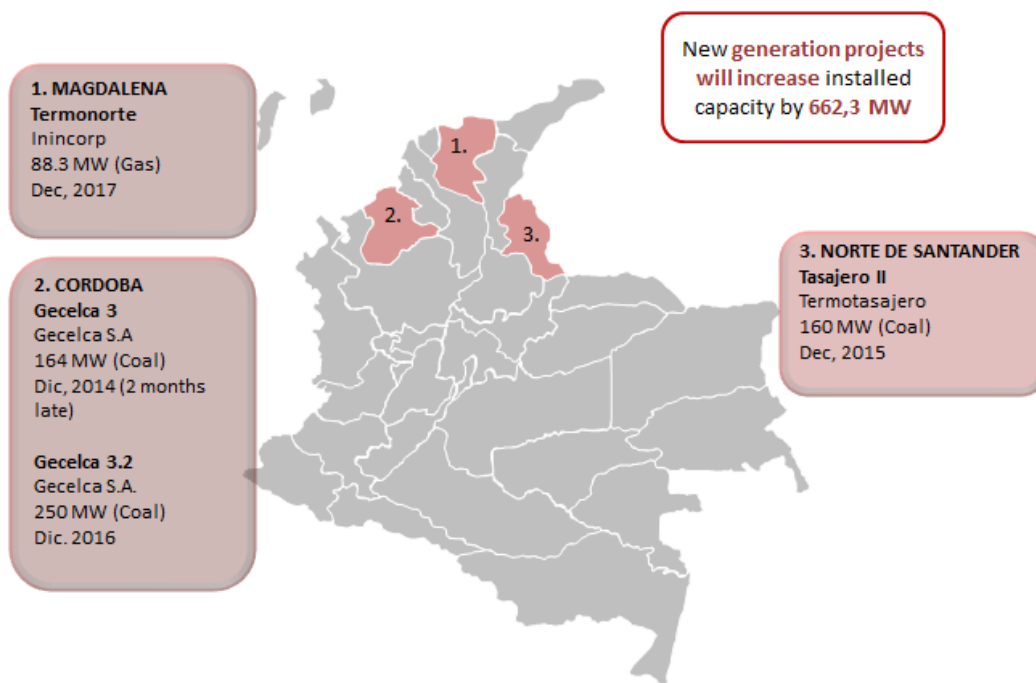 New generation projects
will increase installed
capacity by 662,3 MW
1. MAGDALENA
Termonorte
Inincorp
88.3 MW (Gas)
Dec, 2017
1.
2.
3.
2. CORDOBA
Gecelca 3
Gecelca S.A
164 MW (Coal)
Dic, 2014 (2 months
late)
Gecelca 3.2
Gecelca S.A.
250 MW (Coal)
Dic. 2016
3. NORTE DE SANTANDER
Tasajero II
Termotasajero
160 MW (Coal)
Dec, 2015